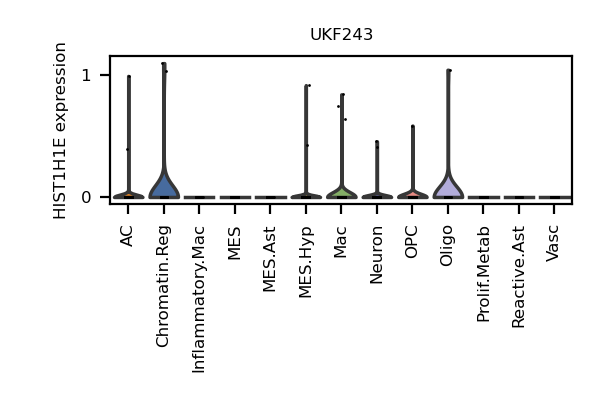 UKF243
HIST1H1E expression
1
0
AC
Chromatin.Reg
Inflammatory.Mac
MES
MES.Ast
MES.Hyp
Mac
Neuron
OPC
Oligo
Prolif.Metab
Reactive.Ast
Vasc